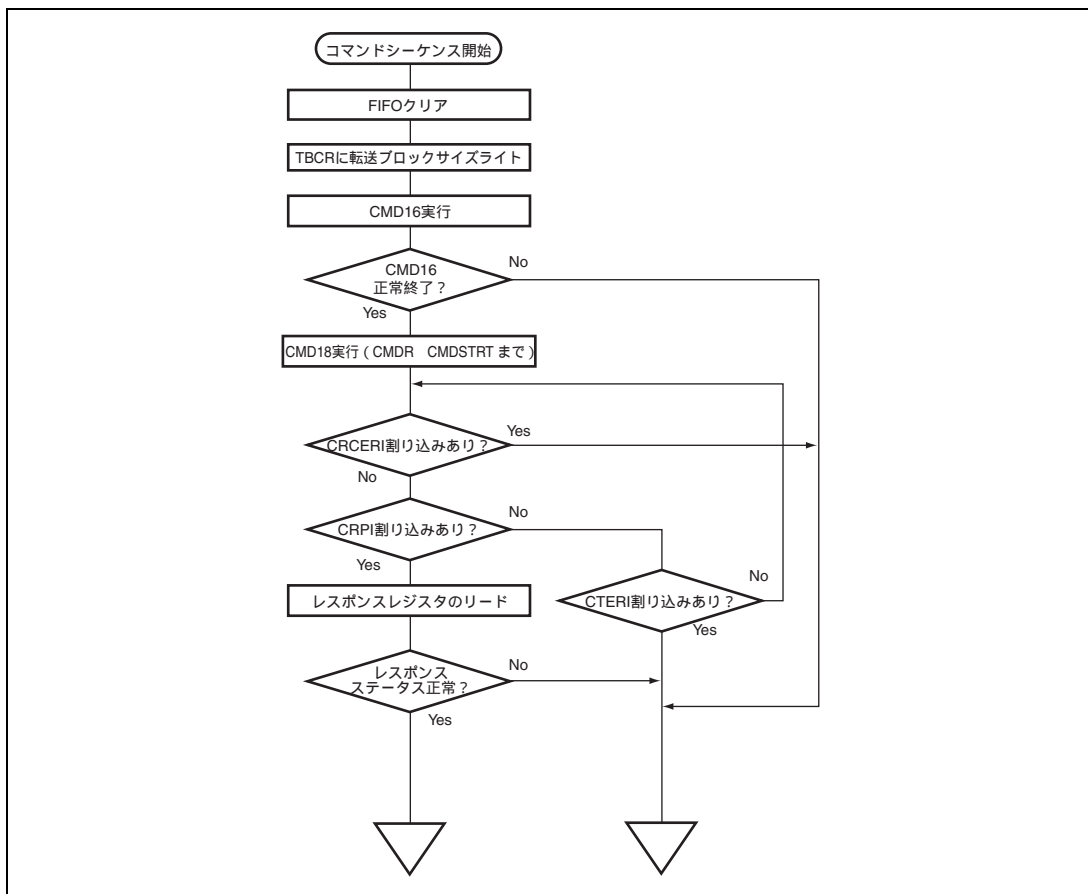 コマンドシーケンス開始
FIFOクリア
TBCRに転送ブロックサイズライト
CMD16実行
CMD16
正常終了？
No
Yes
CMD18実行（CMDR　CMDSTRT まで）
CRCERI割り込みあり？
Yes
No
CRPI割り込みあり？
No
Yes
レスポンスレジスタのリード
CTERI割り込みあり？
No
Yes
レスポンス
ステータス正常？
No
Yes